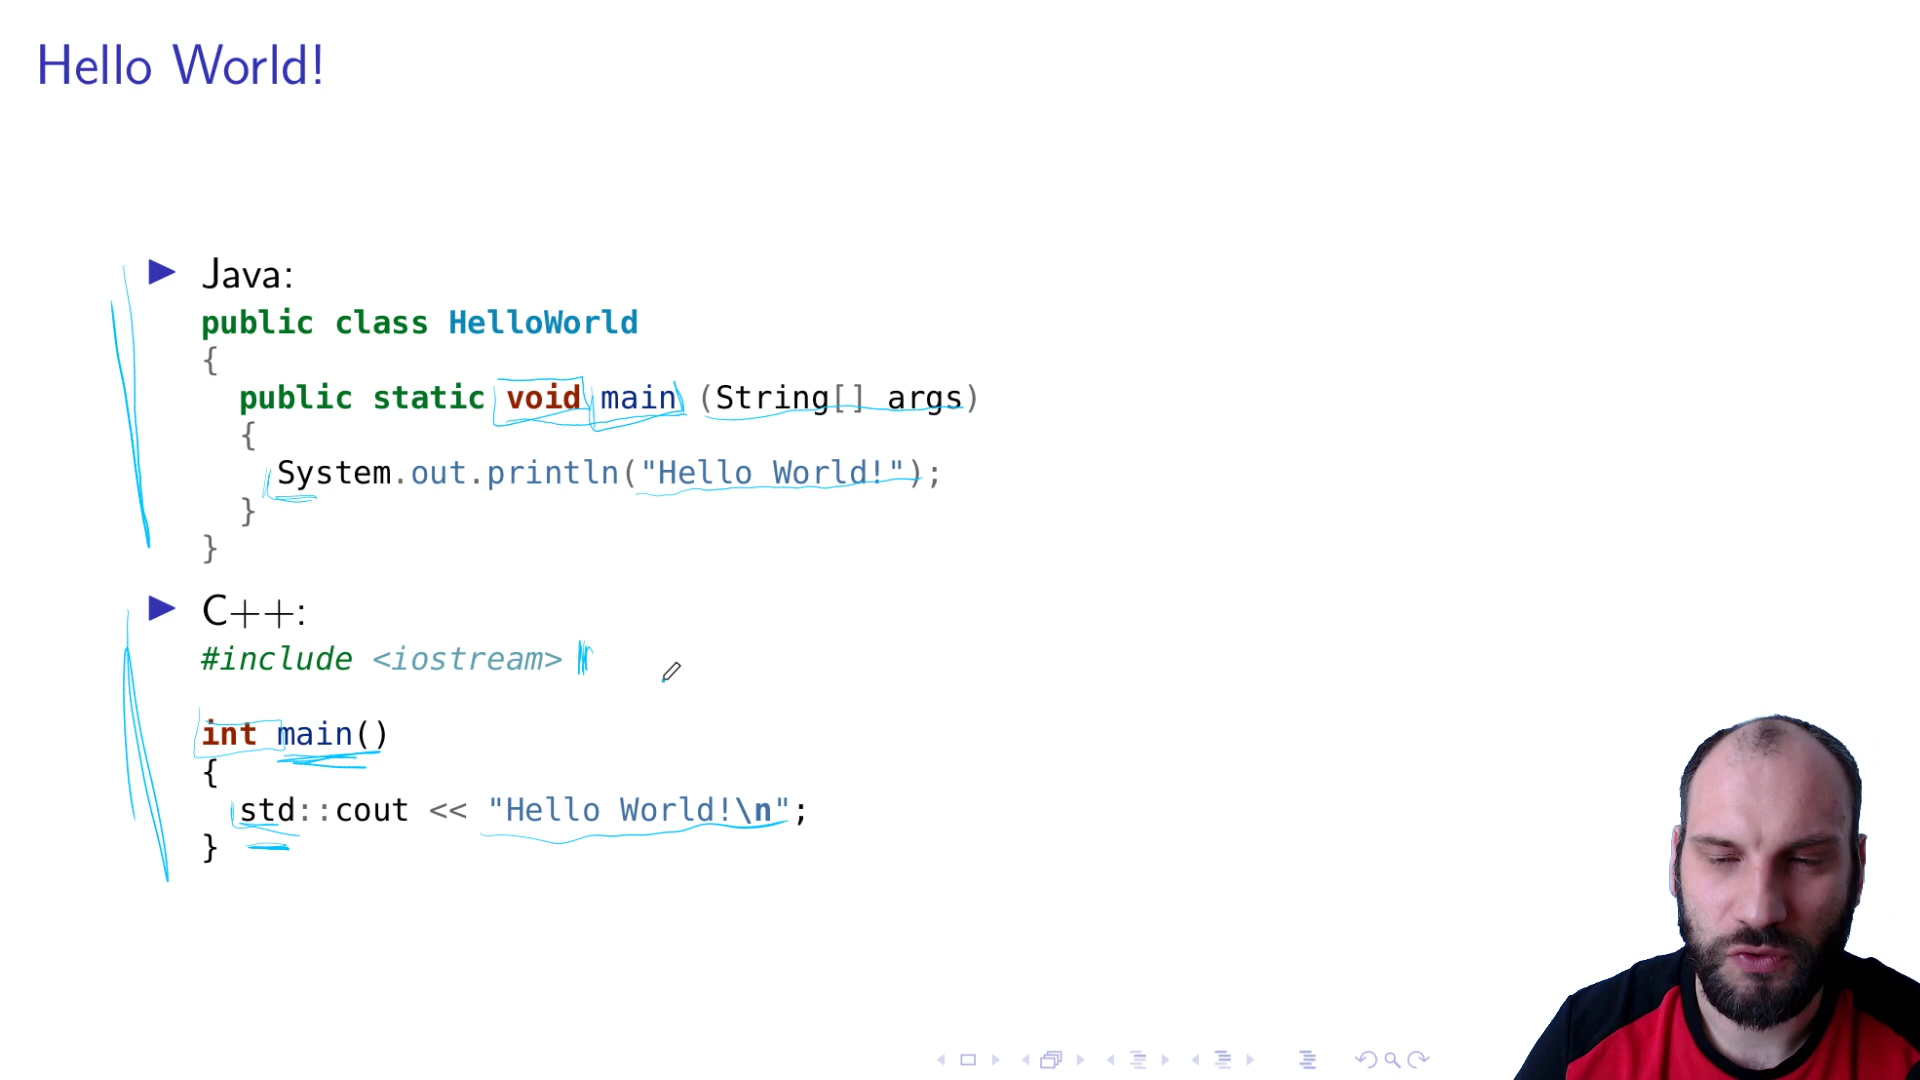 Hello World!
Java:
public class HelloWorld
{
public static void main (String[] args)
{
System.out.println("Hello World!");
}
}
C++:
#include <iostream>
int main()
{
std::cout << "Hello World!\n";
}